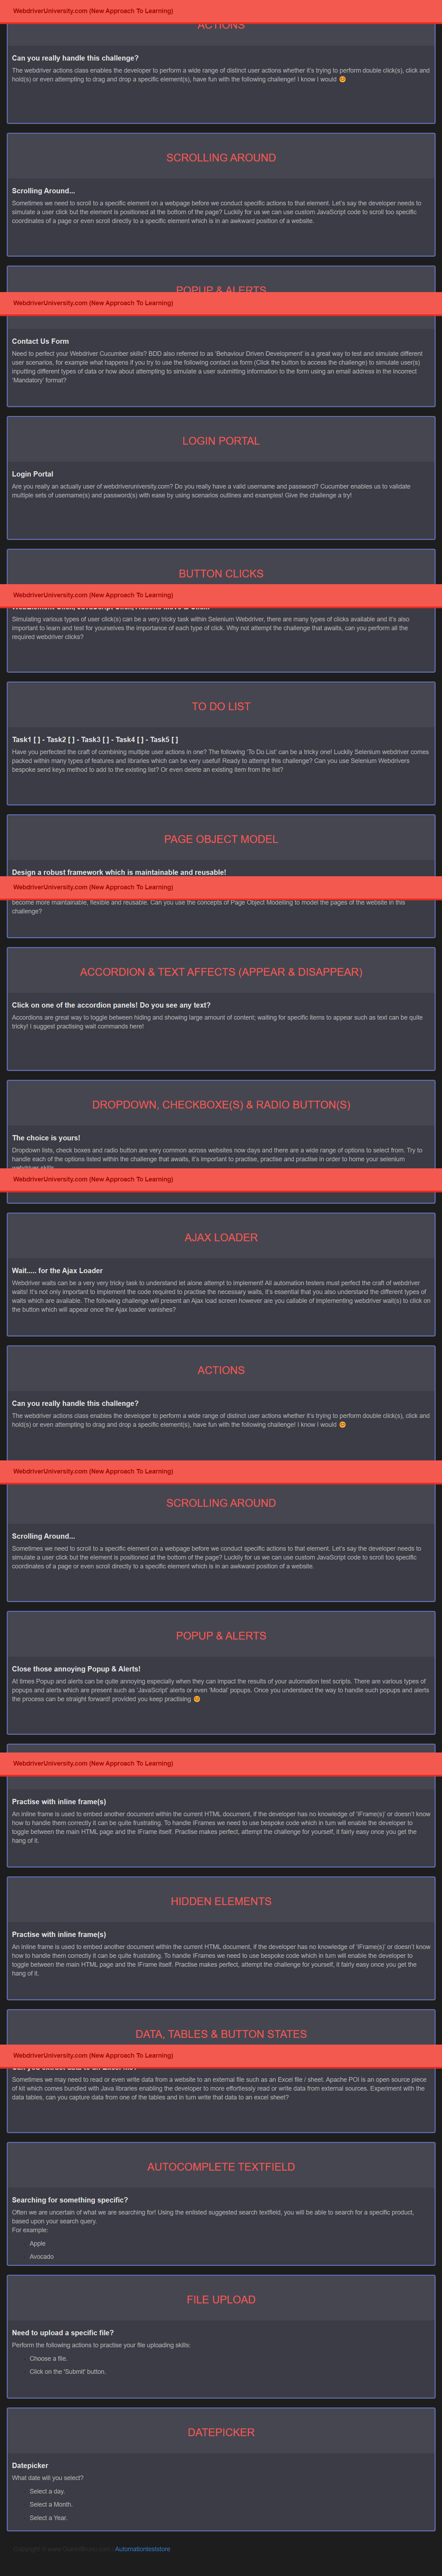 WebdriverUniversity.com (New Approach To Learning)
ACTIONS
Can you really handle this challenge?
The webdriver actions class enables the developer to perform a wide range of distinct user actions whether it's trying to perform double click(s), click and
hold(s) or even attempting to drag and drop a specific element(s), have fun with the following challenge! I know I would 😊
SCROLLING AROUND
Scrolling Around...
Sometimes we need to scroll to a specific element on a webpage before we conduct specific actions to that element. Let's say the developer needs to
simulate a user click but the element is positioned at the bottom of the page? Luckily for us we can use custom JavaScript code to scroll too specific
coordinates of a page or even scroll directly to a specific element which is in an awkward position of a website.
POPUP & ALERTS
WebdriverUniversity.com (New Approach To Learning)
Contact Us Form
Need to perfect your Webdriver Cucumber skills? BDD also referred to as 'Behaviour Driven Development' is a great way to test and simulate different
user scenarios, for example what happens If you try to use the following contact us form (Click the button to access the challenge) to simulate user(s)
inputting different types of data or how about attempting to simulate a user submitting information to the form using an email address in the incorrect
'Mandatory' format?
LOGIN PORTAL
Login Portal
Are you really an actually user of webdriveruniversity.com? Do you really have a valid username and password? Cucumber enables us to validate
multiple sets of username(s) and password(s) with ease by using scenarios outlines and examples! Give the challenge a try!
BUTTON CLICKS
WebdriverUniversity.com (New Approach To Learning)
Simulating various types of user click(s) can be a very tricky task within Selenium Webdriver, there are many types of clicks available and it's also
important to learn and test for yourselves the importance of each type of click. Why not attempt the challenge that awaits, can you perform all the
required webdriver clicks?
TO DO LIST
Task1 [ ] - Task2 [ ] - Task3 [ ] - Task4 [ ] - Task5 [ ]
Have you perfected the craft of combining multiple user actions in one? The following 'To Do List' can be a tricky one! Luckily Selenium webdriver comes
packed within many types of features and libraries which can be very useful! Ready to attempt this challenge? Can you use Selenium Webdrivers
bespoke send keys method to add to the existing list? Or even delete an existing item from the list?
PAGE OBJECT MODEL
Design a robust framework which is maintainable and reusable!
WebdriverUniversity.com (New Approach To Learning)
become more maintainable, flexible and reusable. Can you use the concepts of Page Object Modelling to model the pages of the website in this
challenge?
ACCORDION & TEXT AFFECTS (APPEAR & DISAPPEAR)
Click on one of the accordion panels! Do you see any text?
Accordions are great way to toggle between hiding and showing large amount of content; waiting for specific items to appear such as text can be quite
tricky! I suggest practising wait commands here!
DROPDOWN, CHECKBOXE(S) & RADIO BUTTON(S)
The choice is yours!
Dropdown lists, check boxes and radio button are very common across websites now days and there are a wide range of options to select from. Try to
handle each of the options listed within the challenge that awaits, it's important to practise, practise and practise in order to home your selenium
webdriver skills
WebdriverUniversity.com (New Approach To Learning)
AJAX LOADER
Wait..... for the Ajax Loader
Webdriver waits can be a very very tricky task to understand let alone attempt to implement! All automation testers must perfect the craft of webdriver
waits! It's not only important to implement the code required to practise the necessary waits, it's essential that you also understand the different types of
waits which are available. The following challenge will present an Ajax load screen however are you callable of implementing webdriver wait(s) to click on
the button which will appear once the Ajax loader vanishes?
ACTIONS
Can you really handle this challenge?
The webdriver actions class enables the developer to perform a wide range of distinct user actions whether it's trying to perform double click(s), click and
hold(s) or even attempting to drag and drop a specific element(s), have fun with the following challenge! I know I would 😊
WebdriverUniversity.com (New Approach To Learning)
SCROLLING AROUND
Scrolling Around...
Sometimes we need to scroll to a specific element on a webpage before we conduct specific actions to that element. Let's say the developer needs to
simulate a user click but the element is positioned at the bottom of the page? Luckily for us we can use custom JavaScript code to scroll too specific
coordinates of a page or even scroll directly to a specific element which is in an awkward position of a website.
POPUP & ALERTS
Close those annoying Popup & Alerts!
At times Popup and alerts can be quite annoying especially when they can impact the results of your automation test scripts. There are various types of
popups and alerts which are present such as 'JavaScript' alerts or even 'Modal' popups. Once you understand the way to handle such popups and alerts
the process can be straight forward! provided you keep practising 😊
WebdriverUniversity.com (New Approach To Learning)
Practise with inline frame(s)
An inline frame is used to embed another document within the current HTML document, if the developer has no knowledge of 'IFrame(s)' or doesn't know
how to handle them correctly it can be quite frustrating. To handle IFrames we need to use bespoke code which in turn will enable the developer to
toggle between the main HTML page and the IFrame itself. Practise makes perfect, attempt the challenge for yourself, it fairly easy once you get the
hang of it.
HIDDEN ELEMENTS
Practise with inline frame(s)
An inline frame is used to embed another document within the current HTML document, if the developer has no knowledge of 'IFrame(s)' or doesn't know
how to handle them correctly it can be quite frustrating. To handle IFrames we need to use bespoke code which in turn will enable the developer to
toggle between the main HTML page and the IFrame itself. Practise makes perfect, attempt the challenge for yourself, it fairly easy once you get the
hang of it.
DATA, TABLES & BUTTON STATES
WebdriverUniversity.com (New Approach To Learning)
Sometimes we may need to read or even write data from a website to an external file such as an Excel file / sheet. Apache POI is an open source piece
of kit which comes bundled with Java libraries enabling the developer to more effortlessly read or write data from external sources. Experiment with the
data tables, can you capture data from one of the tables and in turn write that data to an excel sheet?
AUTOCOMPLETE TEXTFIELD
Searching for something specific?
Often we are uncertain of what we are searching for! Using the enlisted suggested search textfield, you will be able to search for a specific product,
based upon your search query.
For example:
Apple
Avocado
FILE UPLOAD
Need to upload a specific file?
Perform the following actions to practise your file uploading skills:
Choose a file.
Click on the 'Submit' button.
DATEPICKER
Datepicker
What date will you select?
Select a day.
Select a Month.
Select a Year.
Automationteststore